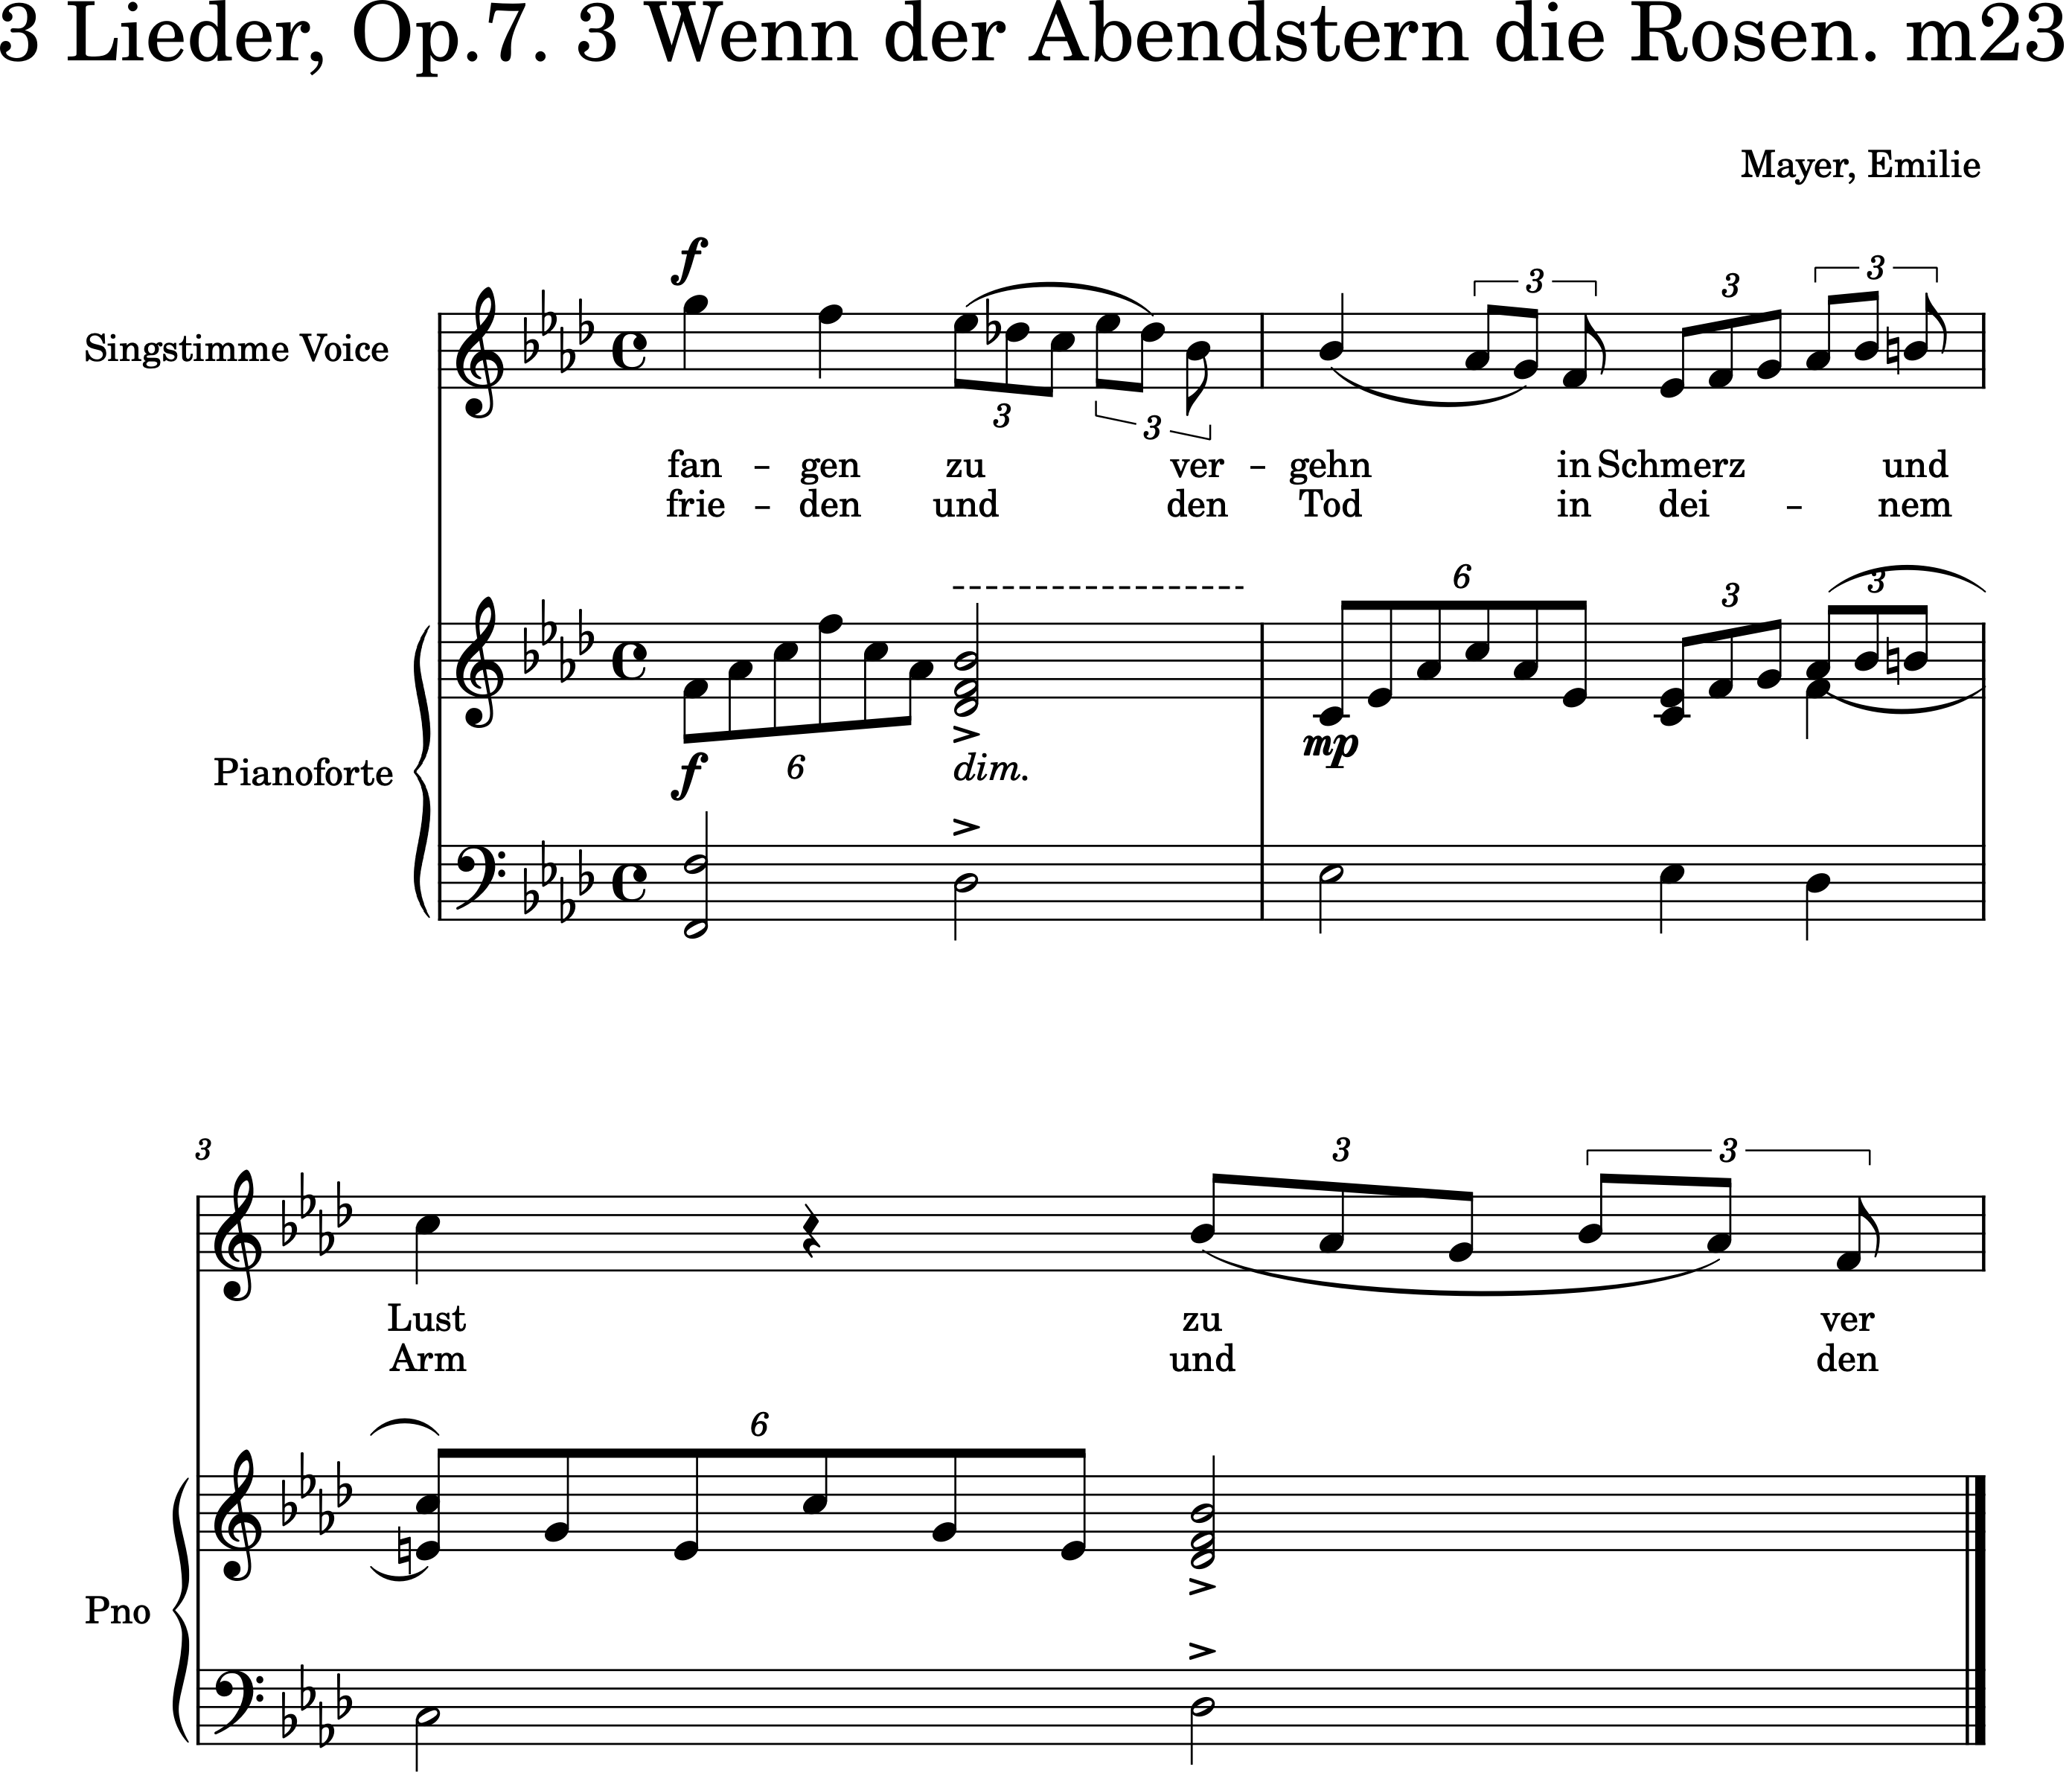 3 Lieder, Op.7. 3 Wenn der Abendstern die Rosen. m23
Mayer, Emilie
f
3 3 3
Singstimme Voice
3 3
fan – gen zu ver – gehn in Schmerz und
frie – den und den Tod in dei – nem
6 3 3
mp
Pianoforte
f 6 dim.
3
3 3
Lust zu ver
Arm und den
6
Pno